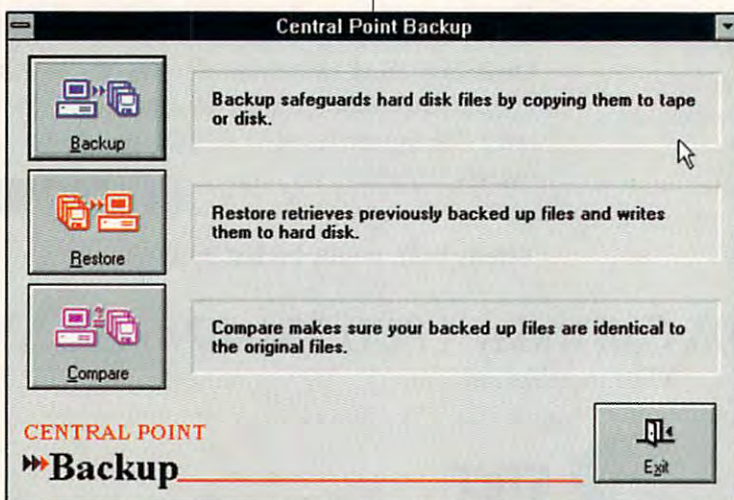 Central Point Backup
Backup
Backup safeguards hard disk files by copying them to tape
or disk.
Restore
Restore retrieves previously backed up files and writes
them to hard disk.
Compare
Compare makes sure your backed up files are identical to
the original files.
CENTRAL POINT
Backup
Exit